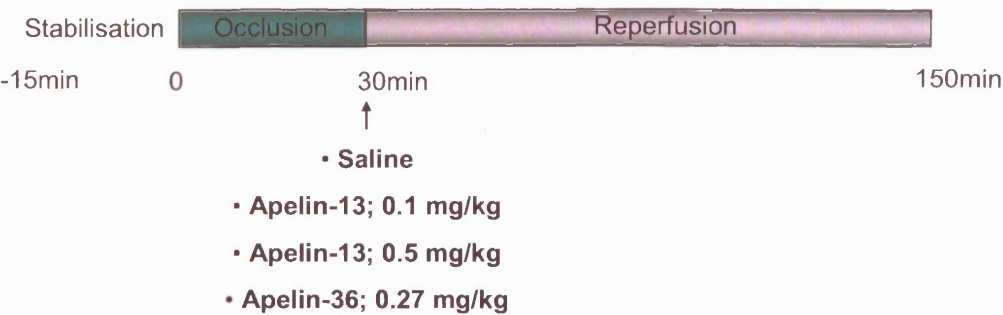 Stabilisation Occlusion Reperfusion
-15min 0 30min 150min
• Saline
• Apelin-13; 0.1 mg/kg
• Apelin-13; 0.5 mg/kg
• Apelin-36; 0.27 mg/kg